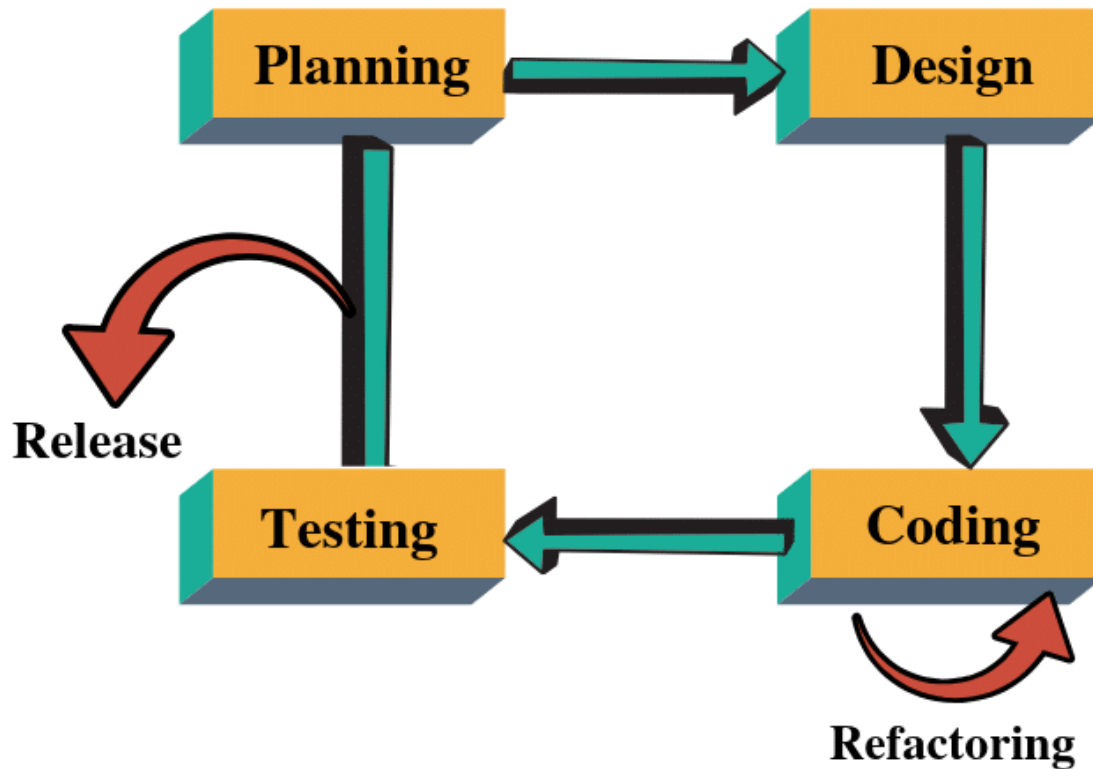 Planning
Design
Release
Testing
Coding
Refactoring